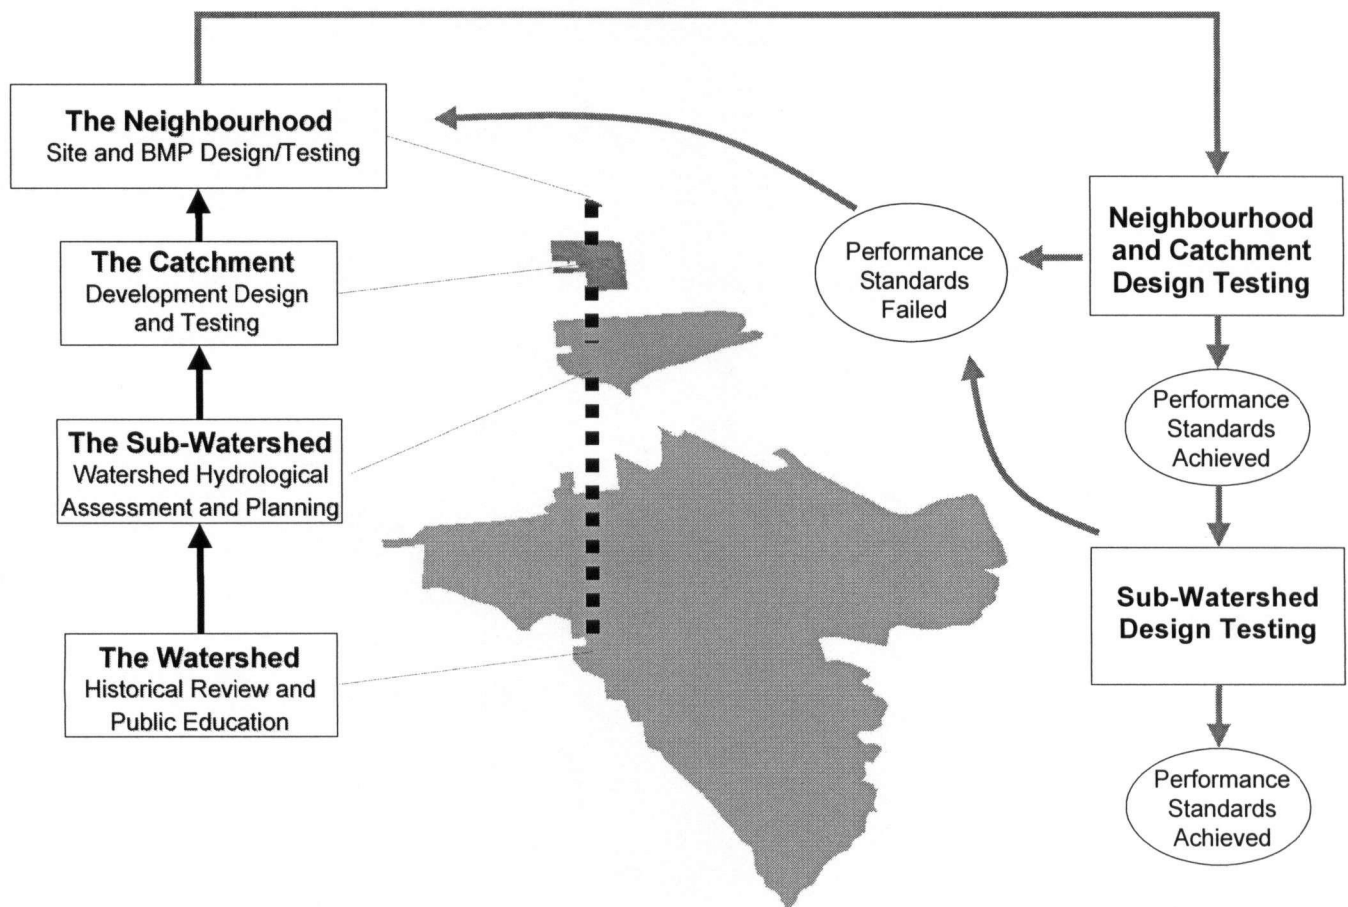 The Neighbourhood
Site and BMP Design/Testing
The Catchment
Development Design
and Testing
The Sub-Watershed
Watershed Hydrological
Assessment and Planning
The Watershed
Historical Review and
Public Education
Performance
Standards
Failed
Neighbourhood
and Catchment
Design Testing
Performance
Standards
Achieved
Sub-Watershed
Design Testing
Performance
Standards
Achieved